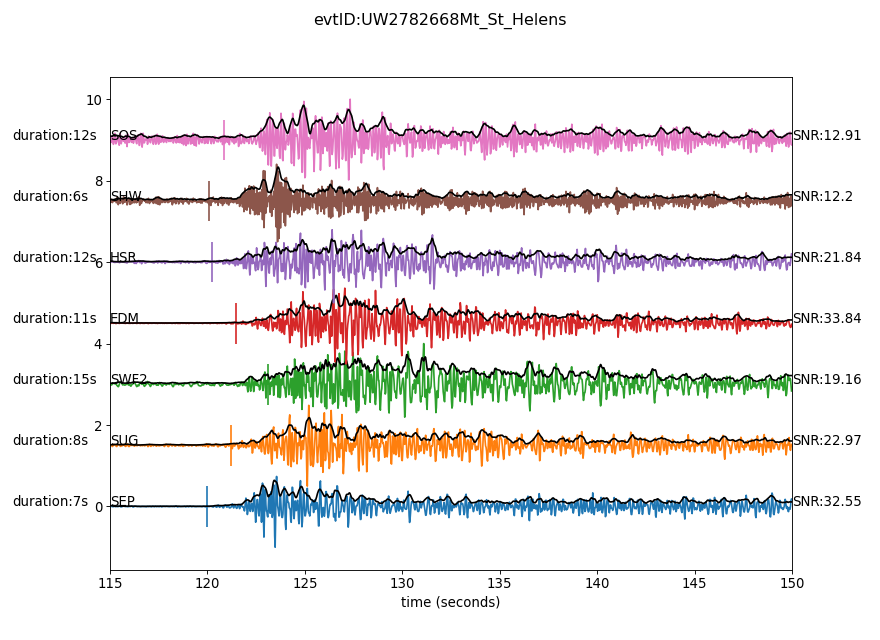 evtID:UW2782668Mt_St_Helens
10
duration:12s SOS SNR:12.91
8
duration:6s SHW SNR:12.2
duration:12s HSR SNR:21.84
6
duration:11s EDM SNR:33.84
4
duration:15s SWF2 SNR:19.16
2
duration:8s SUG SNR:22.97
duration:7s SEP SNR:32.55
0
115 120 125 130 135 140 145 150
time (seconds)